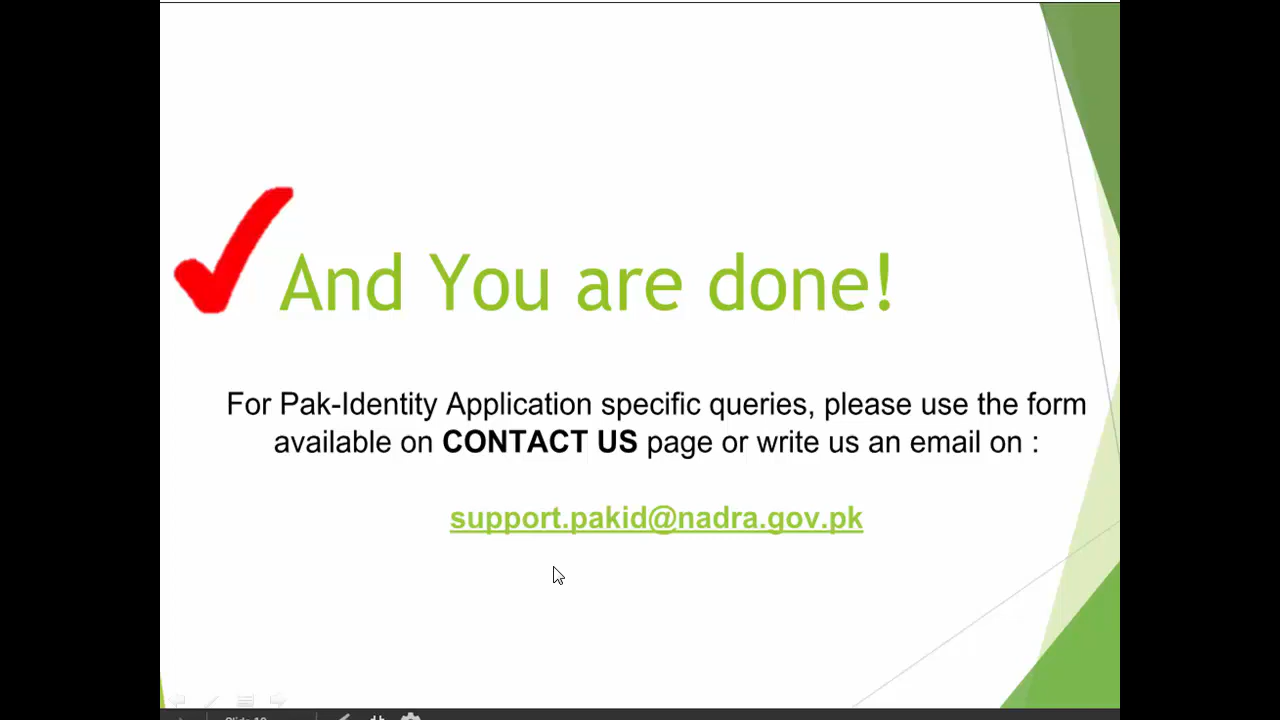 And You are done!
For Pak-Identity Application specific queries, please use the form
available on CONTACT US page or write us an email on :
support.pakid@nadra.gov.pk